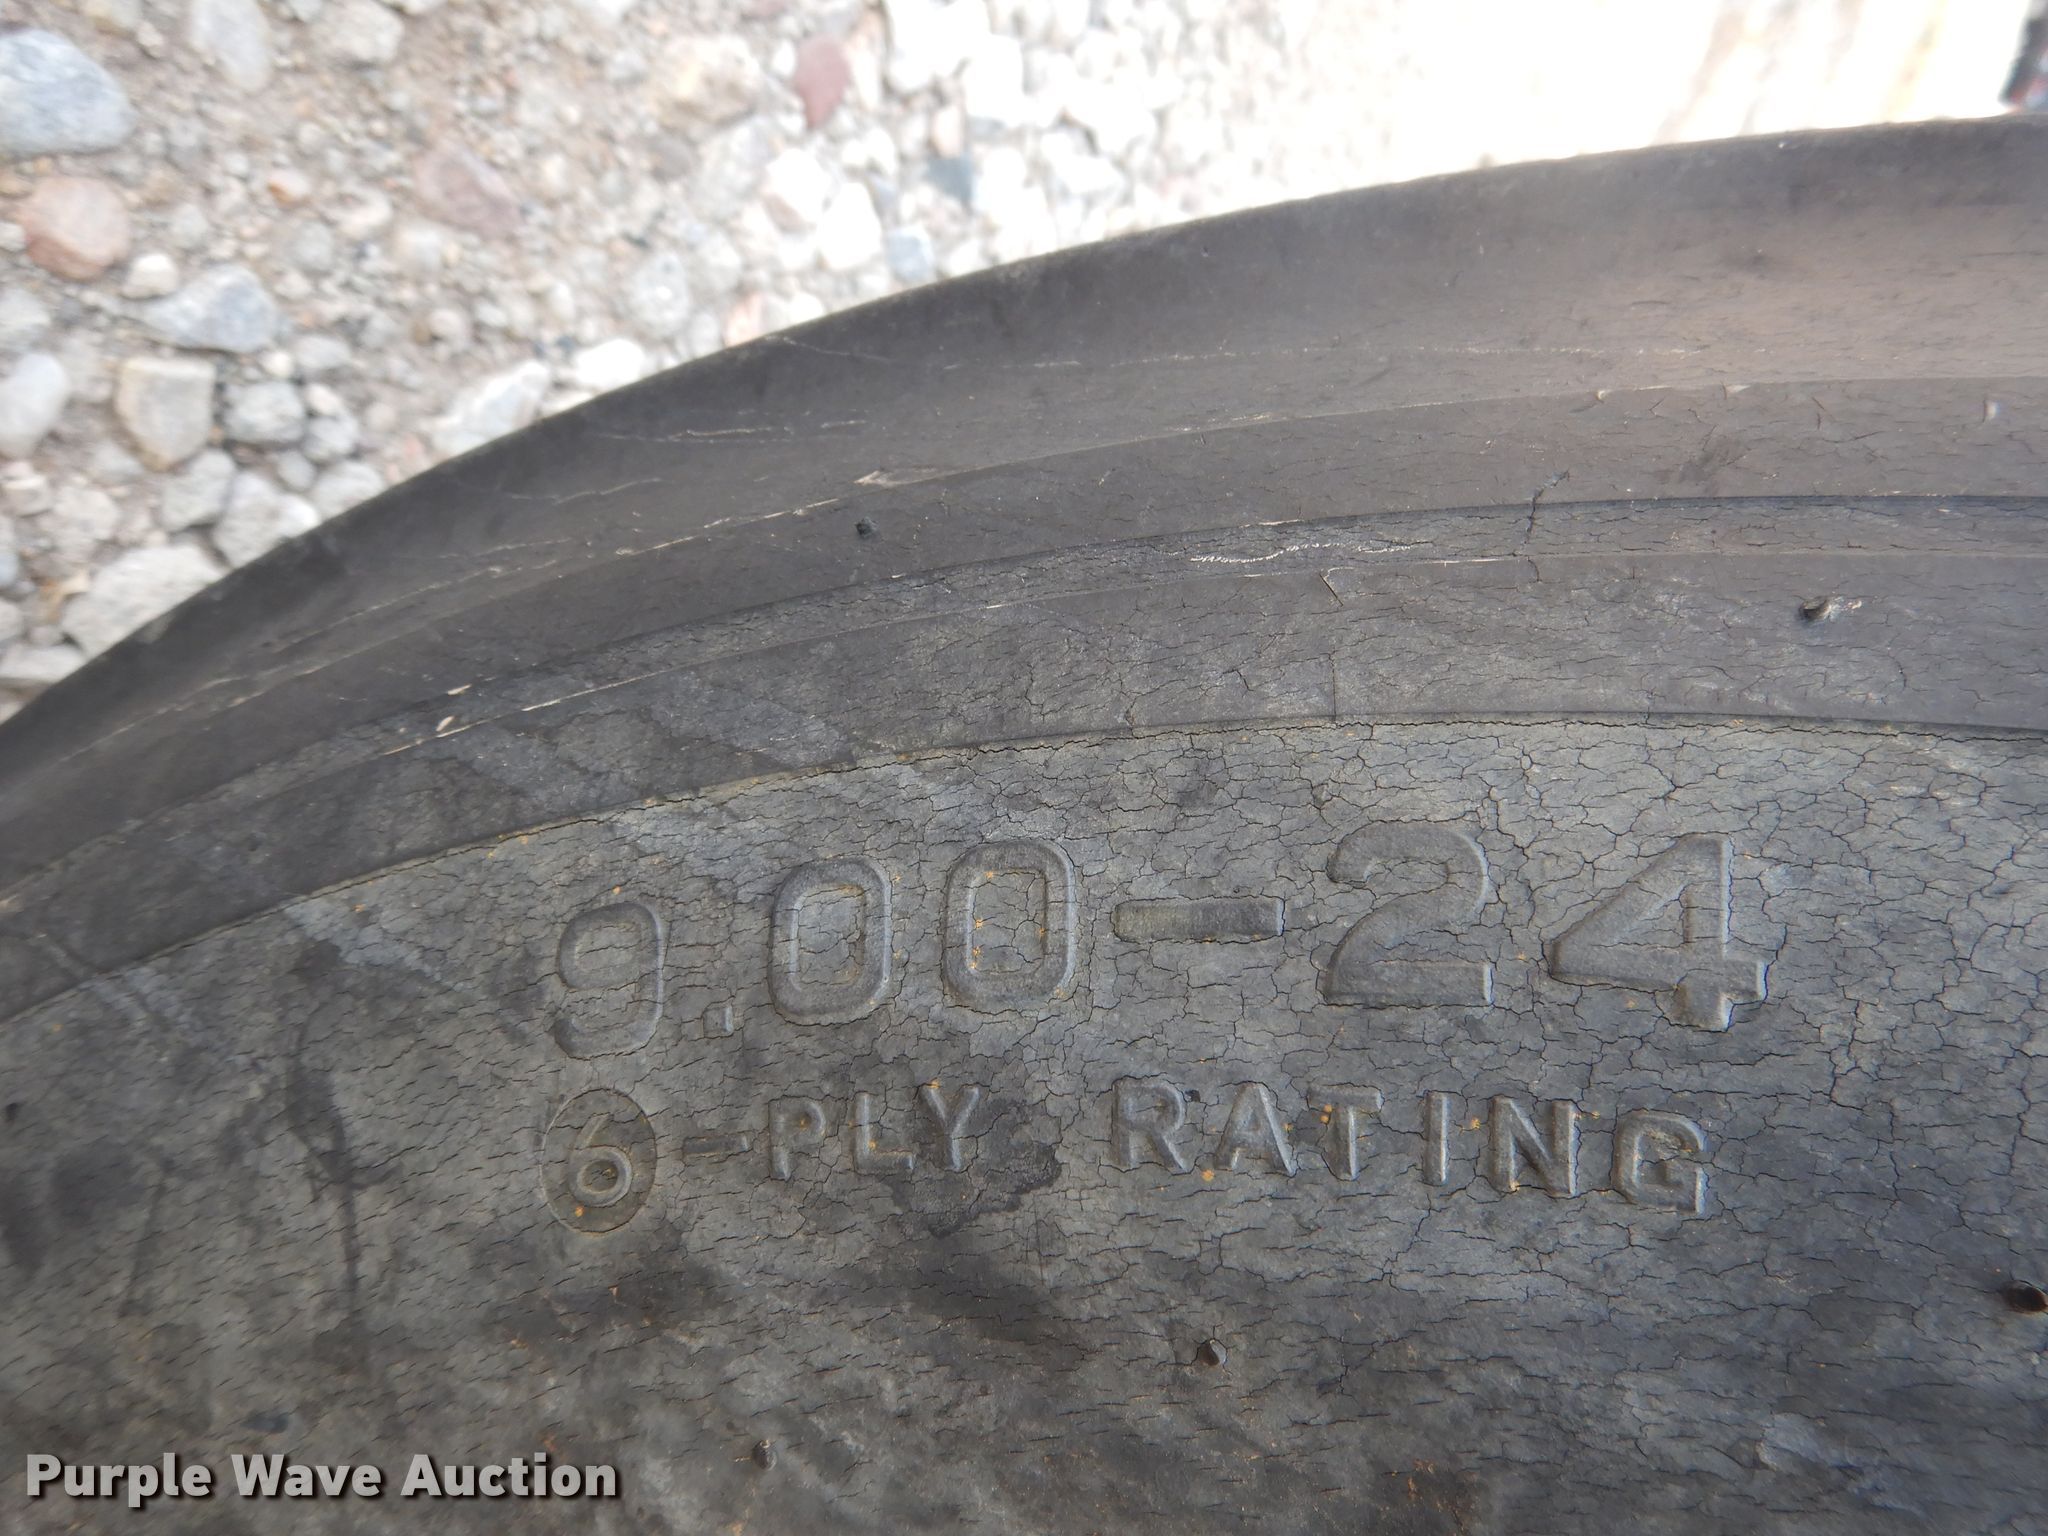 9.00-24
6-PLY RATING
Purple Wave Auction